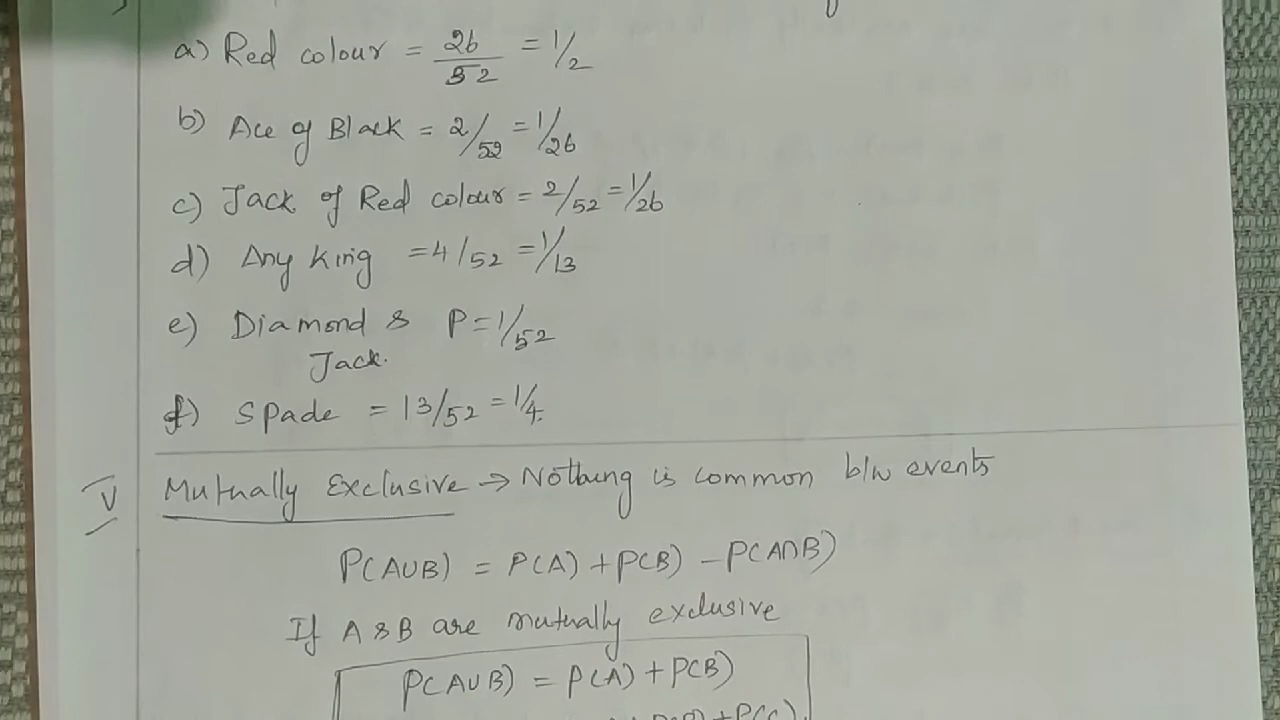 a) Red colour = 26/52 = 1/2
b) Ace of Black = 2/52 = 1/26
c) Jack of Red colour = 2/52 = 1/26
d) Any King = 4/52 = 1/13
e) Diamond & P = 1/52
Jack.
f) Spade = 13/52 = 1/4.
V Mutually Exclusive → Nothing is common b/w events
P(A∪B) = P(A) + P(B) - P(A∩B)
If A & B are mutually exclusive
P(A∪B) = P(A) + P(B)
+ P(C)